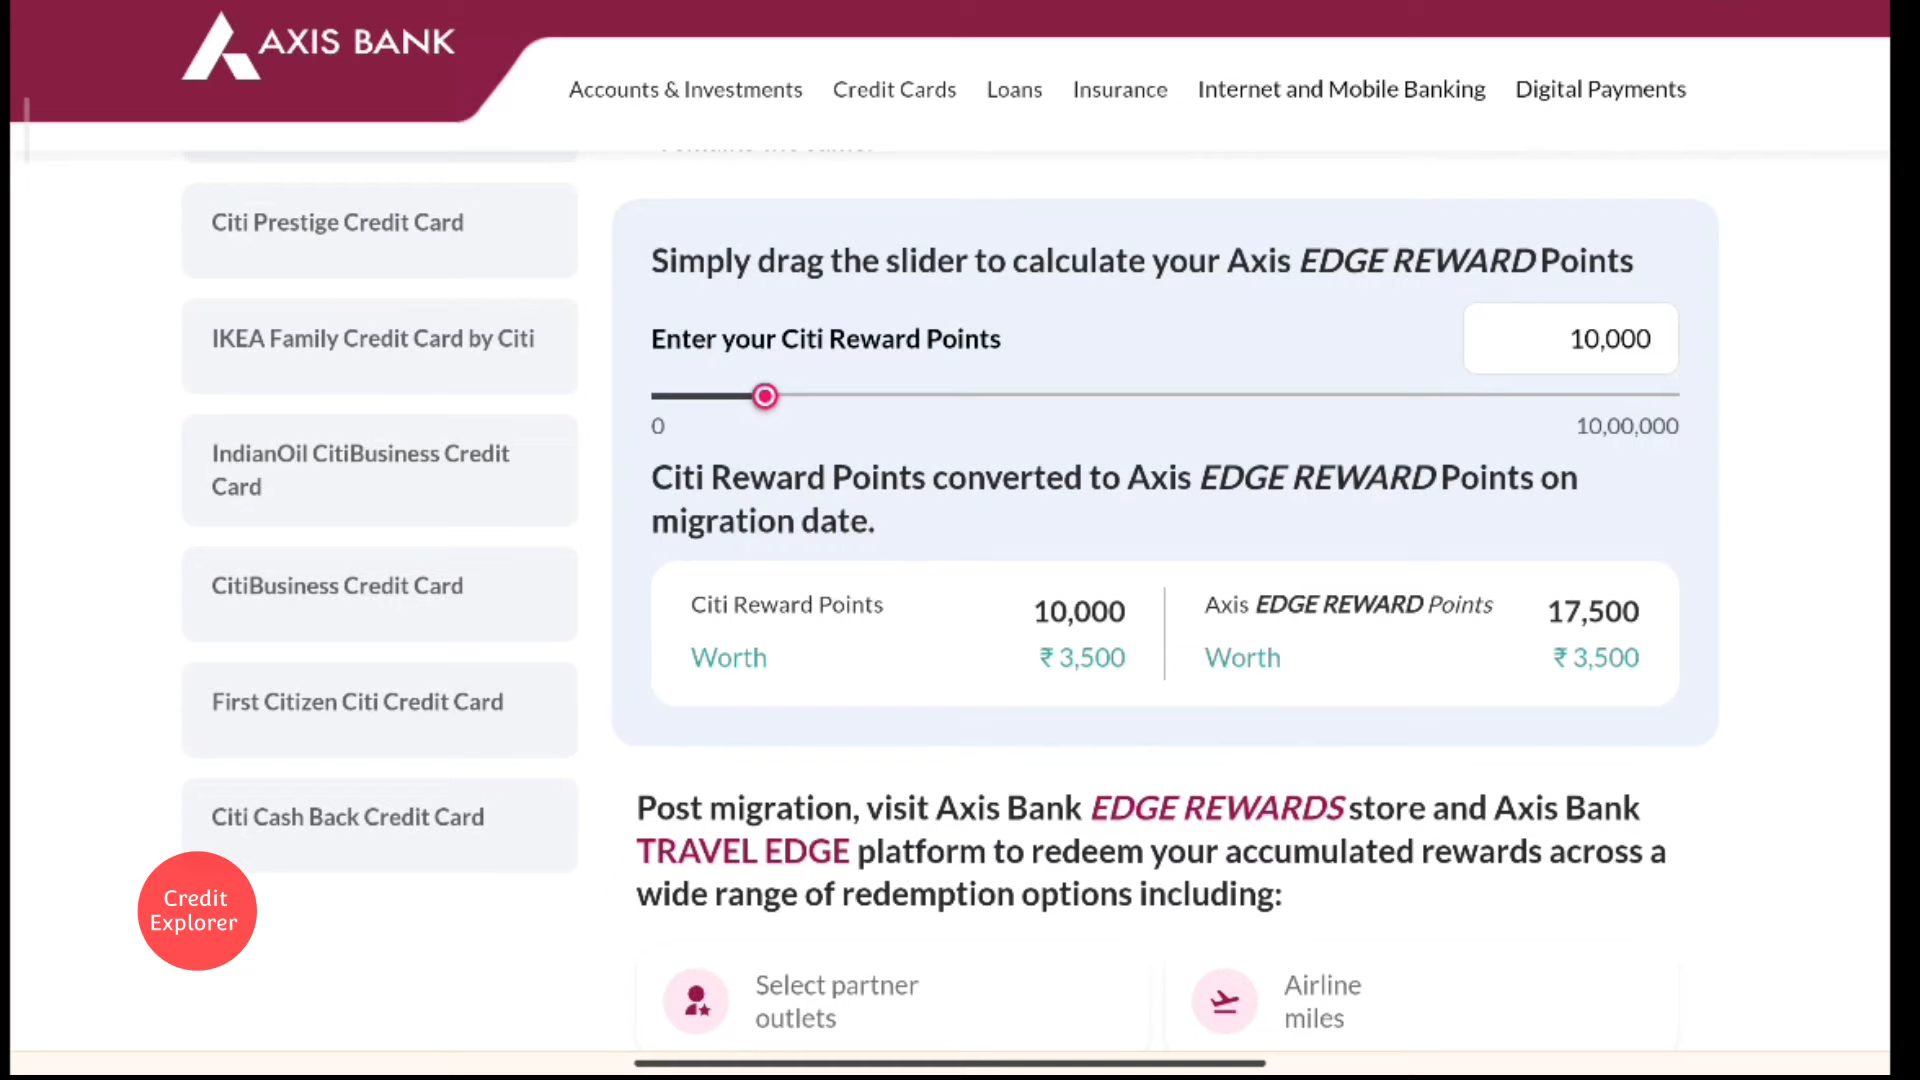 AXIS BANK
Accounts & Investments Credit Cards Loans Insurance Internet and Mobile Banking Digital Payments
Citi Prestige Credit Card
IKEA Family Credit Card by Citi
IndianOil CitiBusiness Credit
Card
CitiBusiness Credit Card
First Citizen Citi Credit Card
Citi Cash Back Credit Card
Credit
Explorer
Simply drag the slider to calculate your Axis EDGE REWARD Points
Enter your Citi Reward Points 10,000
0 10,00,000
Citi Reward Points converted to Axis EDGE REWARD Points on
migration date.
Citi Reward Points 10,000 Axis EDGE REWARD Points 17,500
Worth ₹ 3,500 Worth ₹ 3,500
Post migration, visit Axis Bank EDGE REWARDS store and Axis Bank
TRAVEL EDGE platform to redeem your accumulated rewards across a
wide range of redemption options including:
Select partner
outlets
Airline
miles